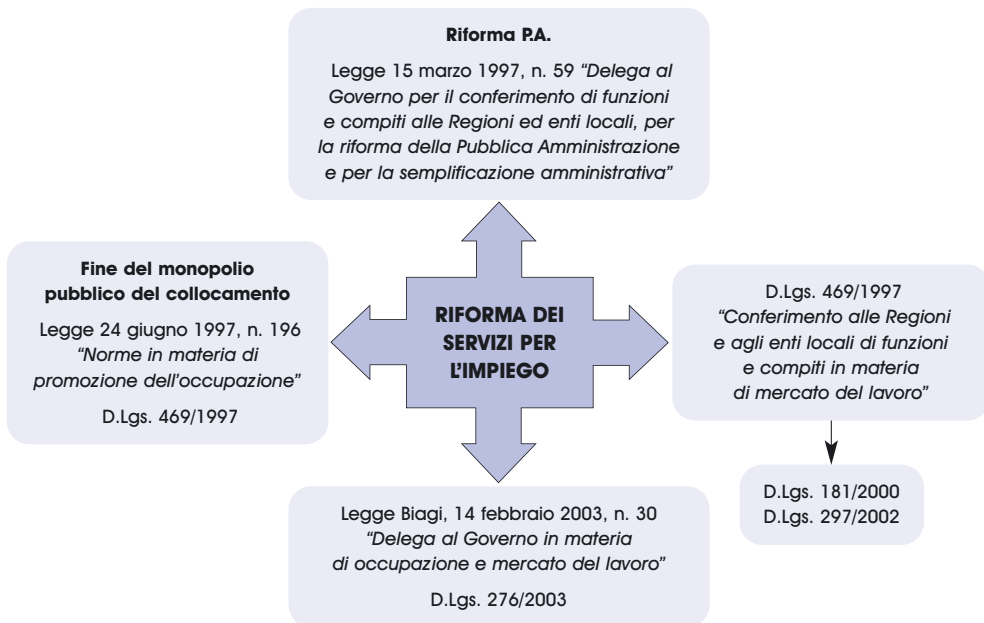 Riforma P.A.
Legge 15 marzo 1997, n. 59 “Delega al
Governo per il conferimento di funzioni
e compiti alle Regioni ed enti locali, per
la riforma della Pubblica Amministrazione
e per la semplificazione amministrativa”
Fine del monopolio
pubblico del collocamento
Legge 24 giugno 1997, n. 196
“Norme in materia di
promozione dell’occupazione”
D.Lgs. 469/1997
RIFORMA DEI
SERVIZI PER
L’IMPIEGO
D.Lgs. 469/1997
“Conferimento alle Regioni
e agli enti locali di funzioni
e compiti in materia
di mercato del lavoro”
D.Lgs. 181/2000
D.Lgs. 297/2002
Legge Biagi, 14 febbraio 2003, n. 30
“Delega al Governo in materia
di occupazione e mercato del lavoro”
D.Lgs. 276/2003